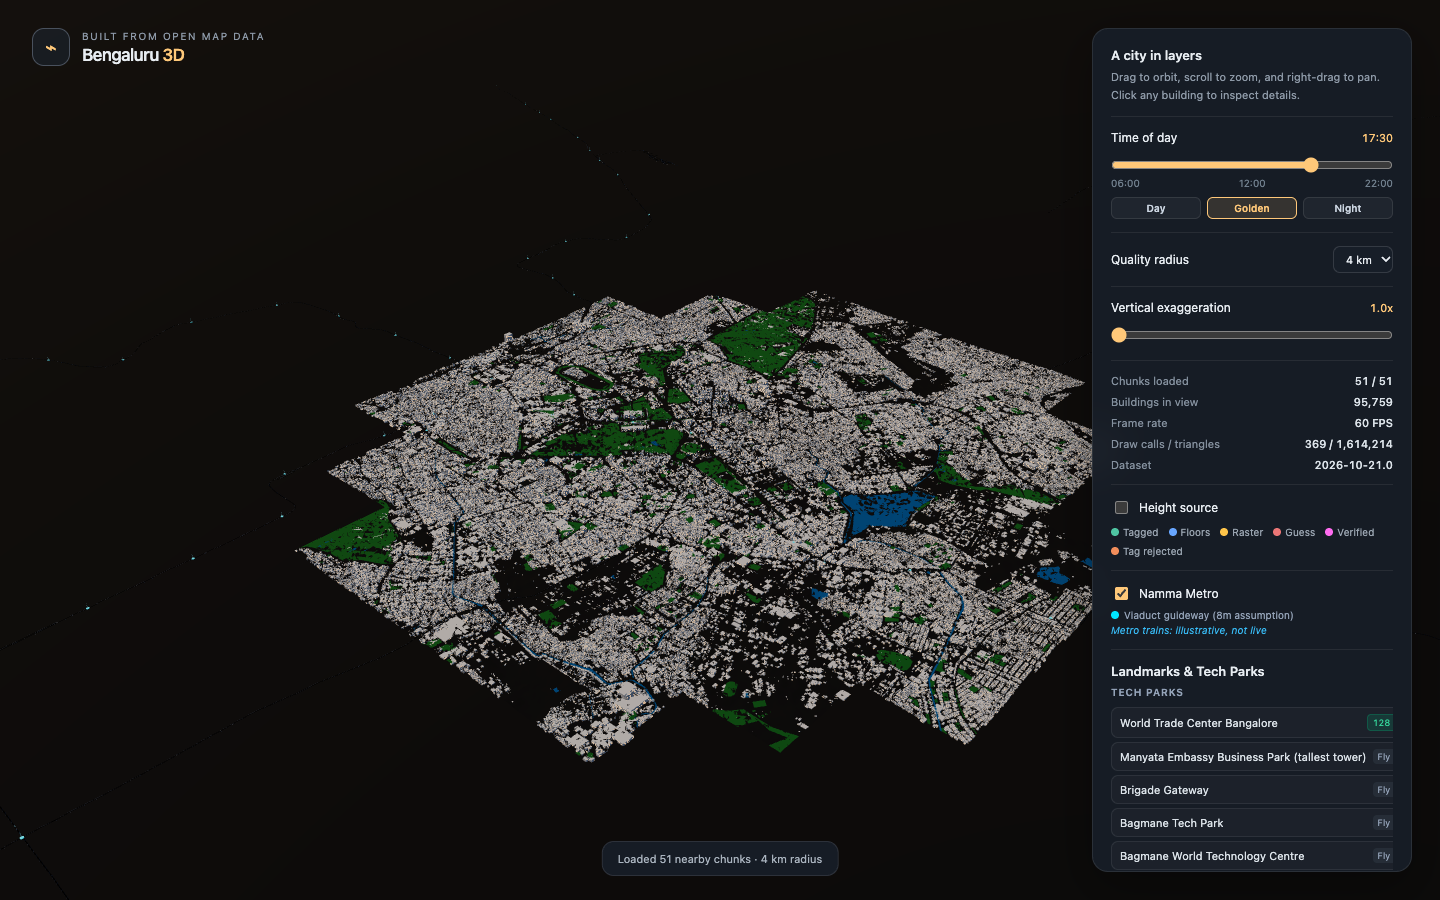 BUILT FROM OPEN MAP DATA
Bengaluru 3D
A city in layers
Drag to orbit, scroll to zoom, and right-drag to pan.
Click any building to inspect details.
Time of day 17:30
06:00 12:00 22:00
Day Golden Night
Quality radius 4 km
Vertical exaggeration 1.0x
Chunks loaded 51 / 51
Buildings in view 95,759
Frame rate 60 FPS
Draw calls / triangles 369 / 1,614,214
Dataset 2026-10-21.0
Height source
Tagged Floors Raster Guess Verified
Tag rejected
Namma Metro
Viaduct guideway (8m assumption)
Metro trains: illustrative, not live
Landmarks & Tech Parks
TECH PARKS
World Trade Center Bangalore 128
Manyata Embassy Business Park (tallest tower) Fly
Brigade Gateway Fly
Bagmane Tech Park Fly
Bagmane World Technology Centre Fly
Loaded 51 nearby chunks · 4 km radius